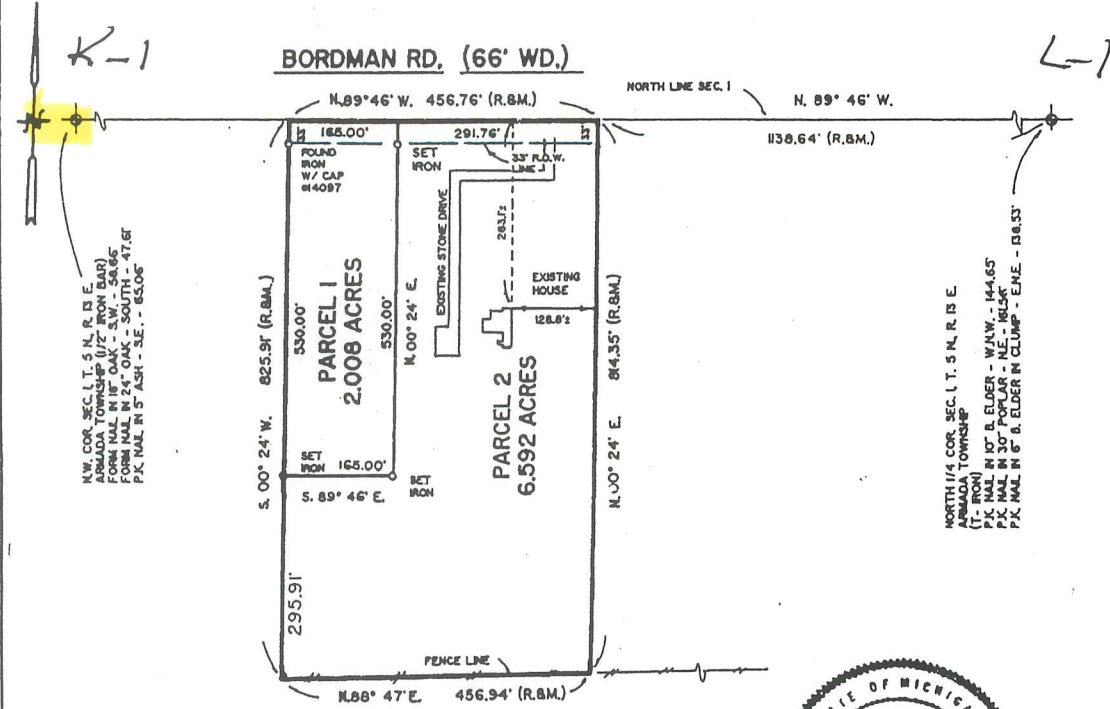 K-1
L-1
BORDMAN RD. (66' WD.)
NORTH LINE SEC. 1
N. 89° 46' W. 456.76' (R.&M.)
N. 89° 46' W.
1138.64' (R.&M.)
33'
165.00'
291.76'
33'
FOUND
IRON
W/ CAP
#14097
SET
IRON
33' R.O.W.
LINE
EXISTING STONE DRIVE
283.1'±
EXISTING
HOUSE
128.8'±
S. 00° 24' W. 825.91' (R.&M.)
530.00'
PARCEL 1
2.008 ACRES
530.00'
N. 00° 24' E.
PARCEL 2
6.592 ACRES
N. 00° 24' E. 814.35' (R.&M.)
SET
IRON
165.00'
S. 89° 46' E.
SET
IRON
295.91'
FENCE LINE
N. 88° 47' E. 456.94' (R.&M.)
N.W. COR. SEC. 1, T. 5 N., R. 13 E.
ARMADA TOWNSHIP (1 1/2" IRON BAR)
FORM NAIL IN 18" OAK - S.W. - 58.66'
FORM NAIL IN 24" OAK - SOUTH - 47.61'
P.K. NAIL IN 5" ASH - S.E. - 65.06'
NORTH 1/4 COR. SEC. 1, T. 5 N., R. 13 E.
ARMADA TOWNSHIP
(T- IRON)
P.K. NAIL IN 10" B. ELDER - W.N.W. - 144.65'
P.K. NAIL IN 30" POPLAR - N.E. -
P.K. NAIL IN 6" B. ELDER IN CLUMP - E.N.E. - 138.53'
STATE OF MICHIGA